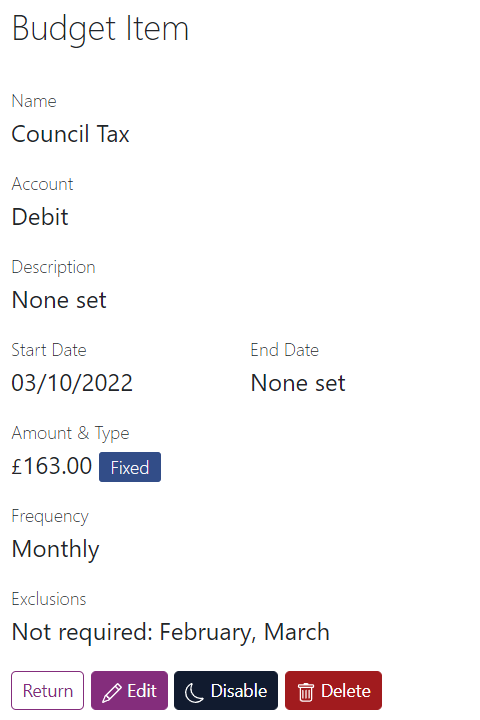 Budget Item
Name
Council Tax
Account
Debit
Description
None set
Start Date End Date
03/10/2022 None set
Amount & Type
£163.00 Fixed
Frequency
Monthly
Exclusions
Not required: February, March
Return Edit Disable Delete